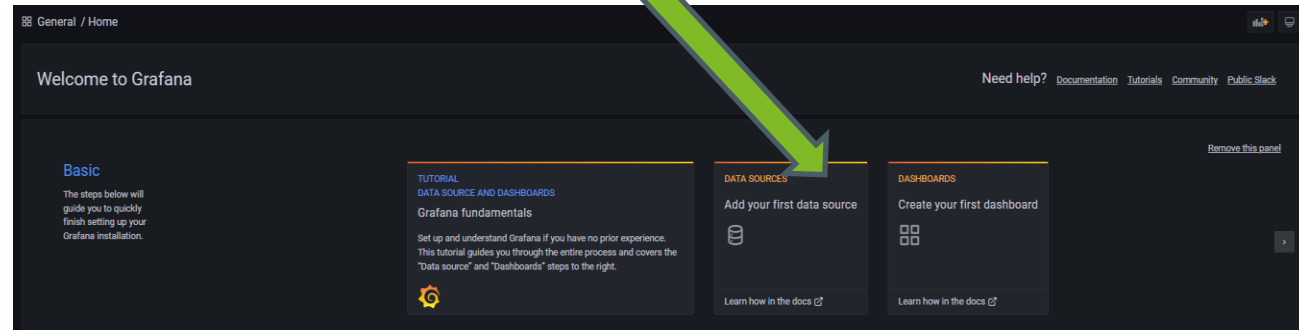 General / Home
Welcome to Grafana
Need help? Documentation Tutorials Community Public Slack
Remove this panel
Basic
The steps below will
guide you to quickly
finish setting up your
Grafana installation.
TUTORIAL
DATA SOURCE AND DASHBOARDS
Grafana fundamentals
Set up and understand Grafana if you have no prior experience.
This tutorial guides you through the entire process and covers the
"Data source" and "Dashboards" steps to the right.
DATA SOURCES
Add your first data source
Learn how in the docs
DASHBOARDS
Create your first dashboard
Learn how in the docs